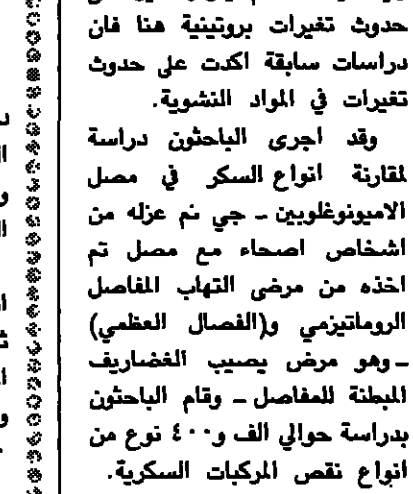 حدوث تغيرات بروتينية هنا فان
دراسات سابقة اكدت على حدوث
تغيرات في المواد النشوية.
وقد اجرى الباحثون دراسة
لمقارنة انواع السكر في مصل
الاميونوغلوبين ـ جي تم عزله من
اشخاص اصحاء مع مصل تم
اخذه من مرضى التهاب المفاصل
الروماتيزمي و(الفصال العظمي)
ـ وهو مرض يصيب الغضاريف
المبطنة للمفاصل ـ وقام الباحثون
بدراسة حوالي الف و٤٠٠ نوع من
انواع نقص المركبات السكرية.